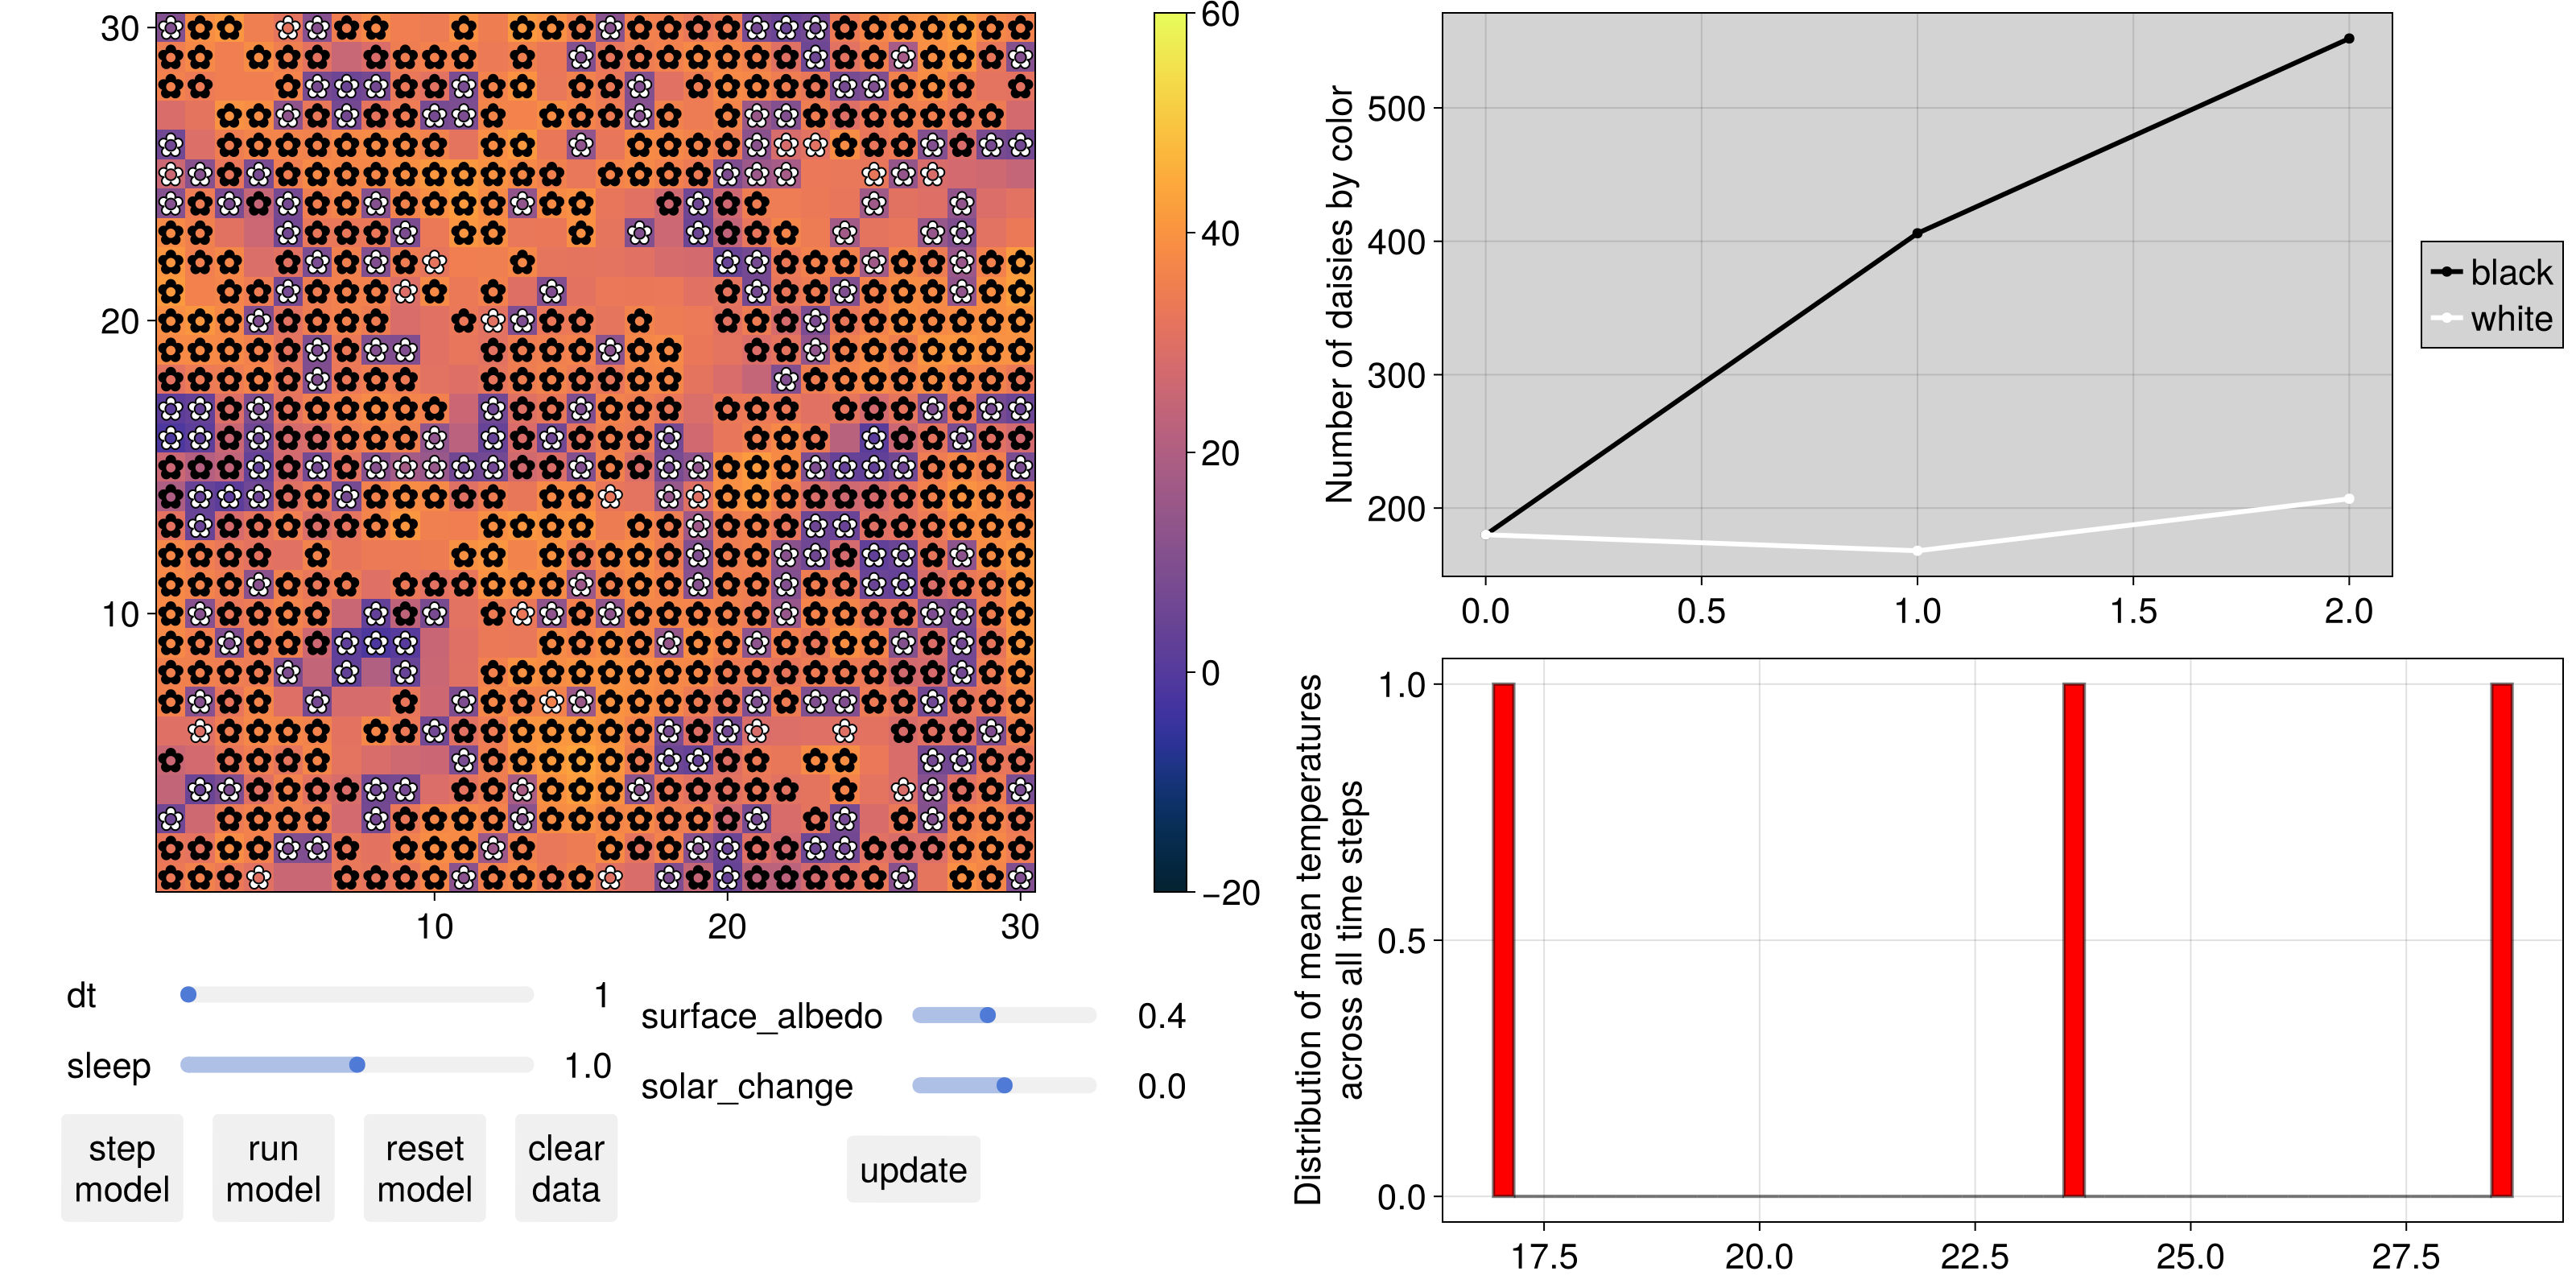 30
20
10
10
20
30
60
40
20
0
−20
Number of daisies by color
500
400
300
200
0.0
0.5
1.0
1.5
2.0
black
white
Distribution of mean temperatures
across all time steps
1.0
0.5
0.0
17.5
20.0
22.5
25.0
27.5
dt
1
sleep
1.0
surface_albedo
0.4
solar_change
0.0
step
model
run
model
reset
model
clear
data
update